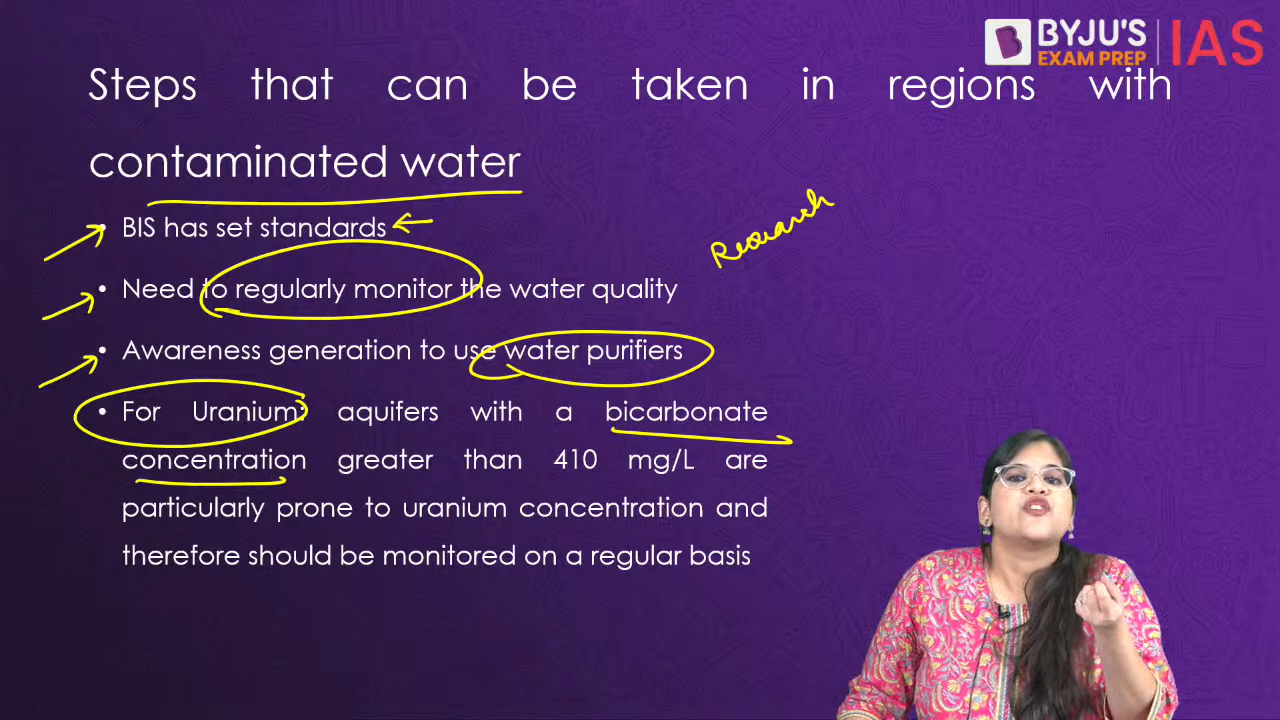 BYJU'S
EXAM PREP
IAS
Steps that can be taken in regions with
contaminated water
• BIS has set standards
Research
• Need to regularly monitor the water quality
• Awareness generation to use water purifiers
• For Uranium: aquifers with a bicarbonate
concentration greater than 410 mg/L are
particularly prone to uranium concentration and
therefore should be monitored on a regular basis